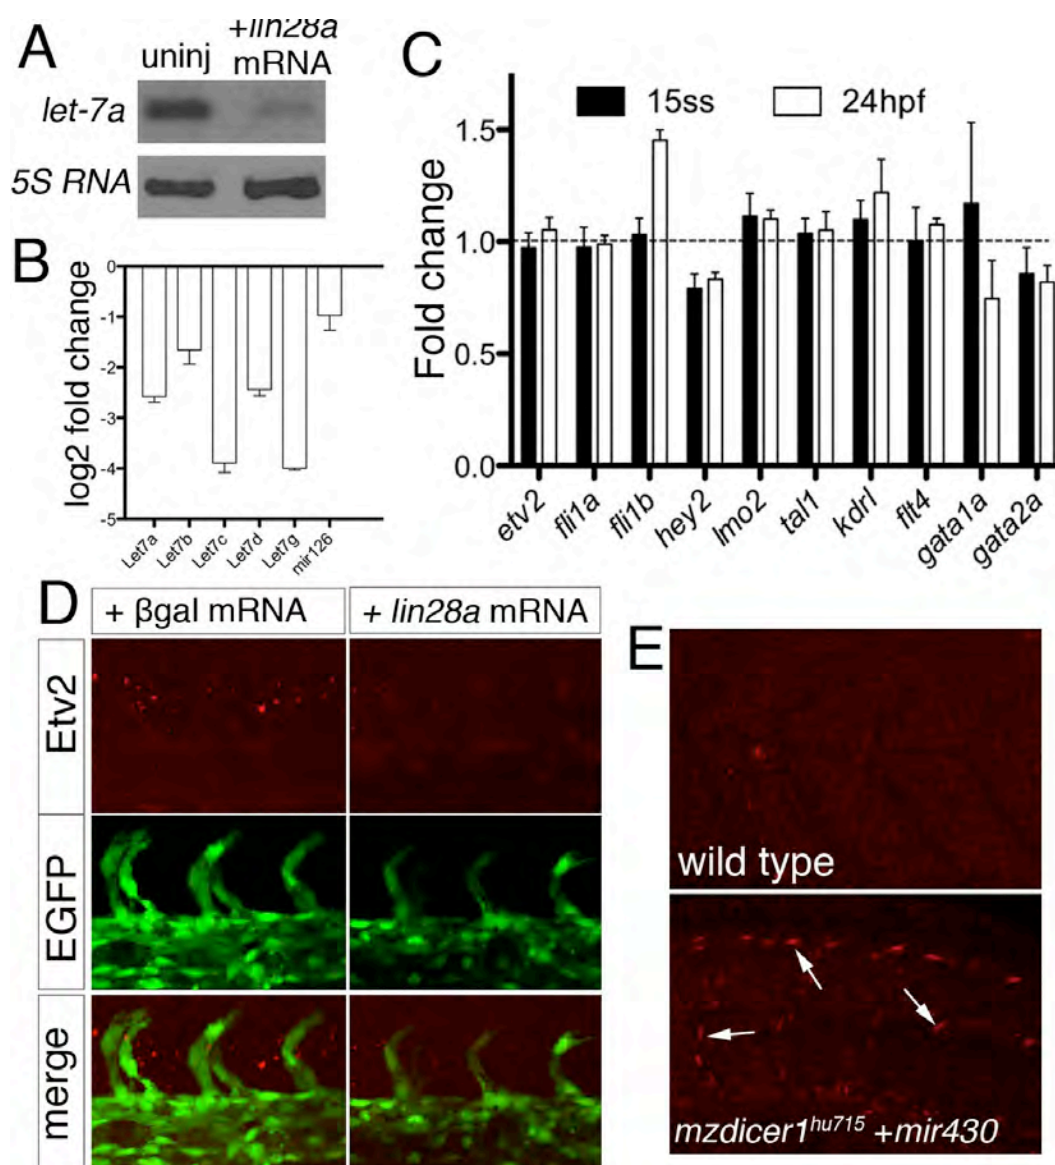 A
uninj
+lin28a
mRNA
let-7a
5S RNA
B
log2 fold change
0
-1
-2
-3
-4
-5
Let7a
Let7b
Let7c
Let7d
Let7g
mir126
C
15ss
24hpf
Fold change
1.5
1.0
0.5
0.0
etv2
fli1a
fli1b
hey2
lmo2
tal1
kdrl
flt4
gata1a
gata2a
D
+ βgal mRNA
+ lin28a mRNA
Etv2
EGFP
merge
E
wild type
mzdicer1hu715 +mir430